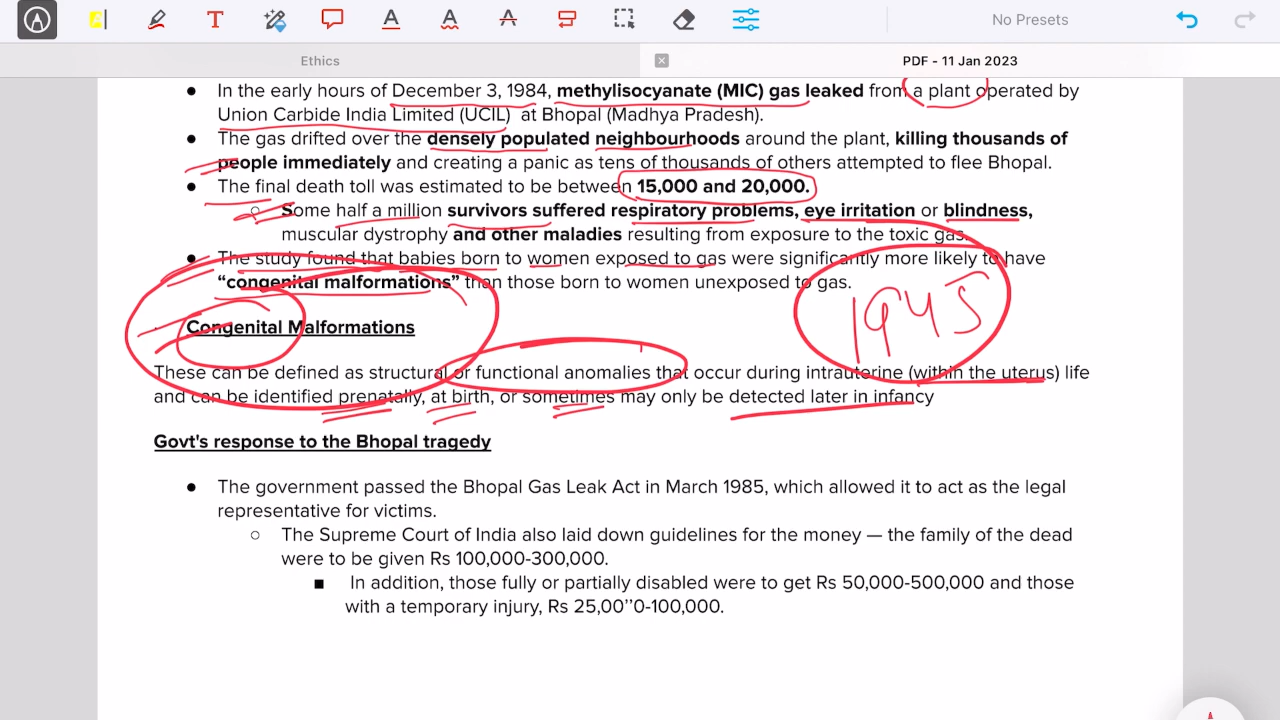 No Presets
Ethics
PDF - 11 Jan 2023
● In the early hours of December 3, 1984, methylisocyanate (MIC) gas leaked from a plant operated by
Union Carbide India Limited (UCIL) at Bhopal (Madhya Pradesh).
● The gas drifted over the densely populated neighbourhoods around the plant, killing thousands of
people immediately and creating a panic as tens of thousands of others attempted to flee Bhopal.
● The final death toll was estimated to be between 15,000 and 20,000.
○ Some half a million survivors suffered respiratory problems, eye irritation or blindness,
muscular dystrophy and other maladies resulting from exposure to the toxic gas.
● The study found that babies born to women exposed to gas were significantly more likely to have
“congenital malformations” than those born to women unexposed to gas.
1945
Congenital Malformations
These can be defined as structural or functional anomalies that occur during intrauterine (within the uterus) life
and can be identified prenatally, at birth, or sometimes may only be detected later in infancy
Govt's response to the Bhopal tragedy
● The government passed the Bhopal Gas Leak Act in March 1985, which allowed it to act as the legal
representative for victims.
○ The Supreme Court of India also laid down guidelines for the money — the family of the dead
were to be given Rs 100,000-300,000.
■ In addition, those fully or partially disabled were to get Rs 50,000-500,000 and those
with a temporary injury, Rs 25,00’’0-100,000.